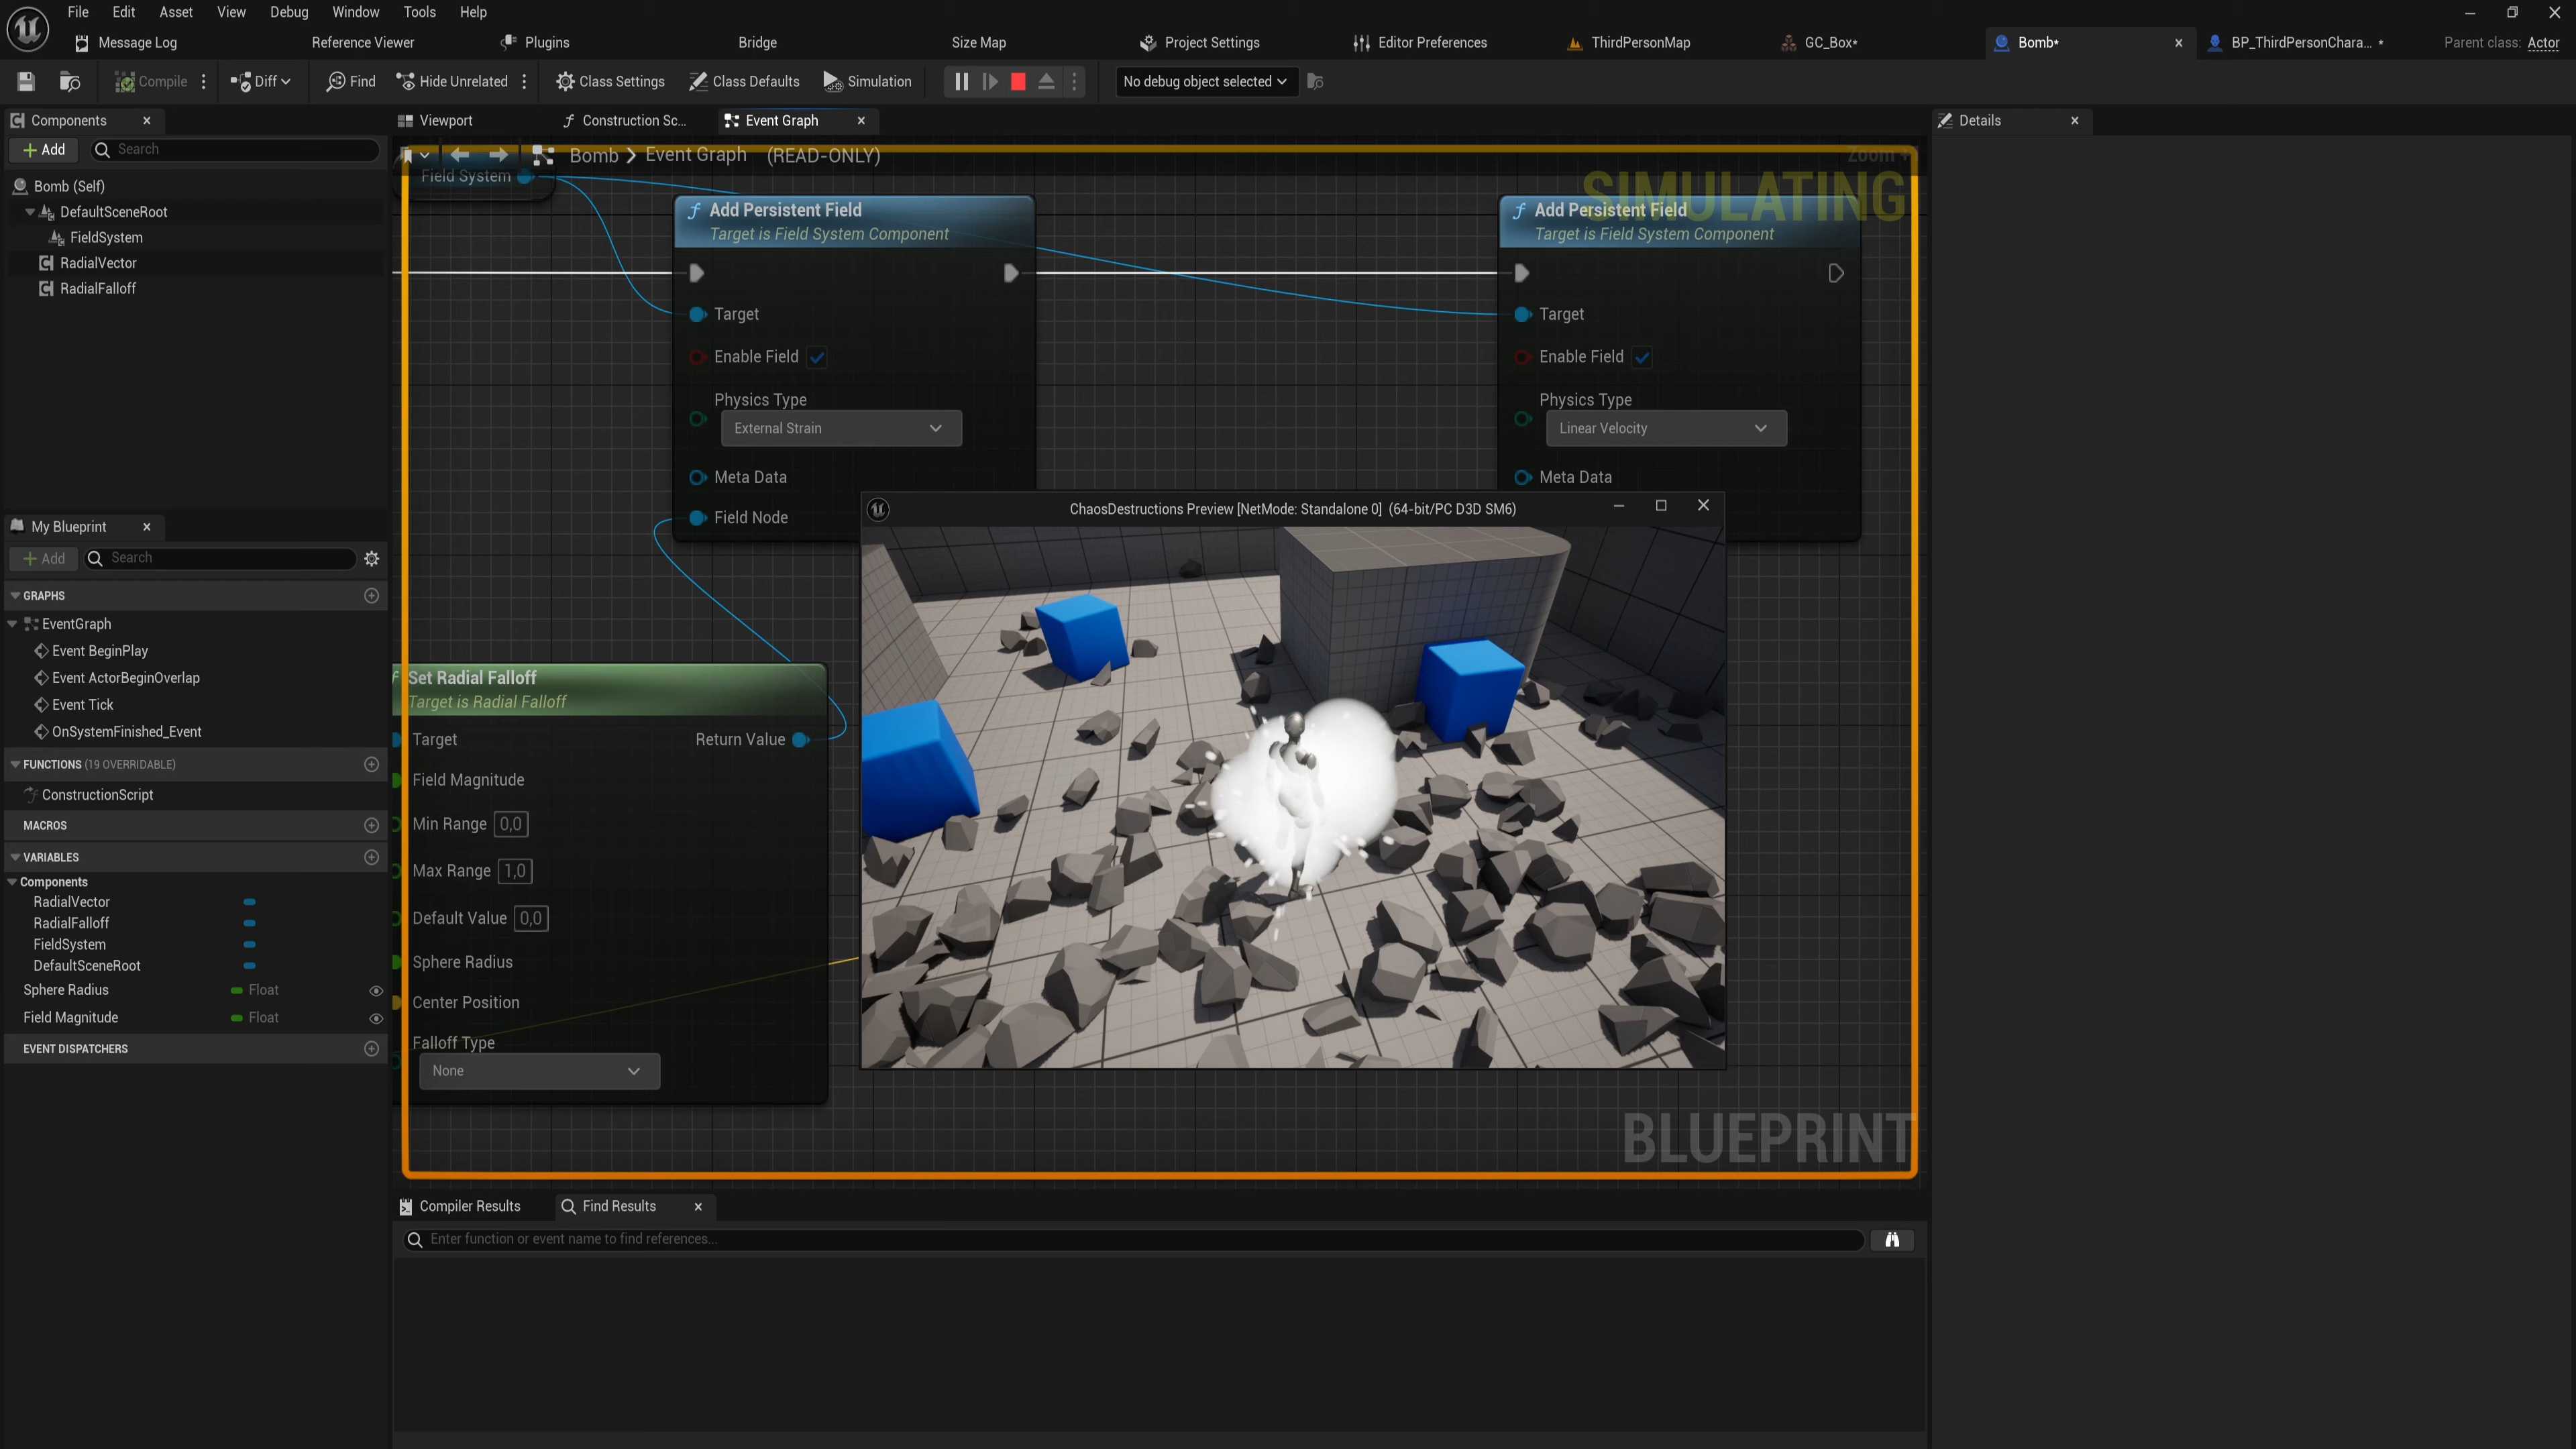 File Edit Asset View Debug Window Tools Help
Message Log Reference Viewer Plugins Bridge Size Map Project Settings Editor Preferences ThirdPersonMap GC_Box* Bomb* BP_ThirdPersonChara... * Parent class: Actor
Compile Diff Find Hide Unrelated Class Settings Class Defaults Simulation No debug object selected
Components
Add Search
Bomb (Self)
DefaultSceneRoot
FieldSystem
RadialVector
RadialFalloff
My Blueprint
Add Search
GRAPHS
EventGraph
Event BeginPlay
Event ActorBeginOverlap
Event Tick
OnSystemFinished_Event
FUNCTIONS (19 OVERRIDABLE)
ConstructionScript
MACROS
VARIABLES
Components
RadialVector
RadialFalloff
FieldSystem
DefaultSceneRoot
Sphere Radius Float
Field Magnitude Float
EVENT DISPATCHERS
Viewport Construction Sc... Event Graph
Bomb > Event Graph (READ-ONLY)
Zoom +
SIMULATING
Field System
Add Persistent Field
Target is Field System Component
Target
Enable Field
Physics Type
External Strain
Meta Data
Field Node
Add Persistent Field
Target is Field System Component
Target
Enable Field
Physics Type
Linear Velocity
Meta Data
Set Radial Falloff
Target is Radial Falloff
Target Return Value
Field Magnitude
Min Range 0,0
Max Range 1,0
Default Value 0,0
Sphere Radius
Center Position
Falloff Type
None
ChaosDestructions Preview [NetMode: Standalone 0] (64-bit/PC D3D SM6)
BLUEPRINT
Compiler Results Find Results
Enter function or event name to find references...
Details